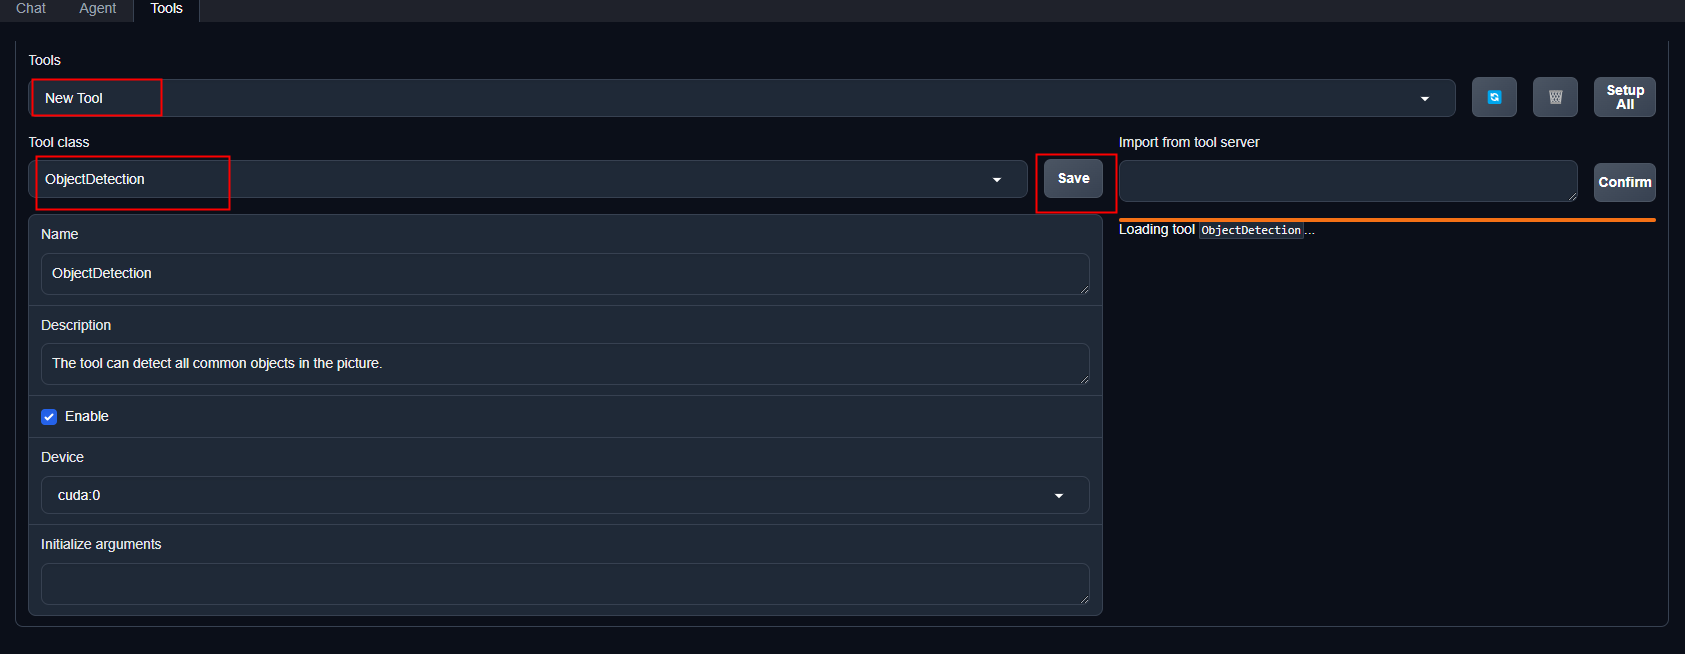 Chat Agent Tools
Tools
New Tool
Setup
All
Tool class
ObjectDetection
Save
Import from tool server
Confirm
Loading tool ObjectDetection...
Name
ObjectDetection
Description
The tool can detect all common objects in the picture.
Enable
Device
cuda:0
Initialize arguments